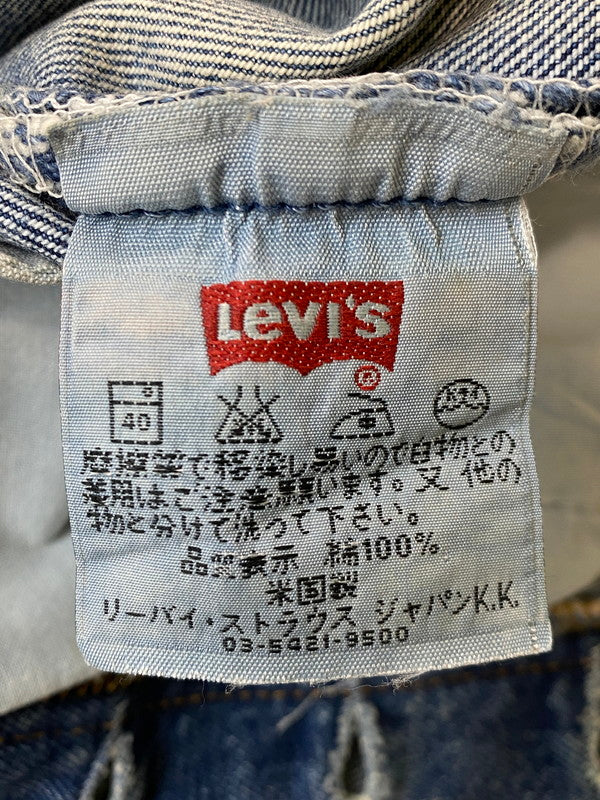 Levi's
®
40
摩擦等で移染し易いので白物との
着用はご注意願います。又 他の
物と分けて洗って下さい。
品質表示 綿100%
米国製
リーバイ・ストラウス ジャパンK.K.
03-5421-9500